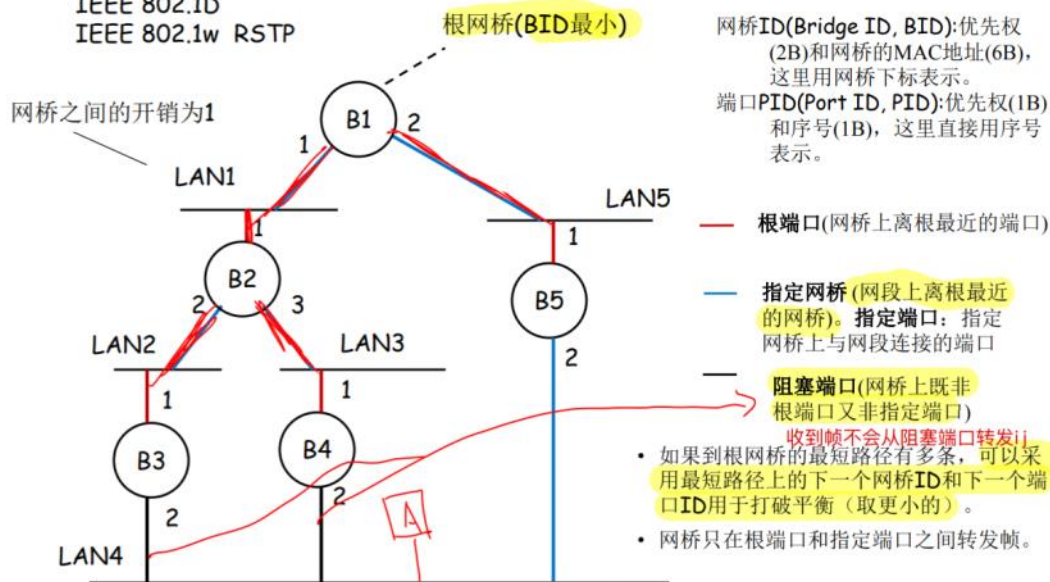 IEEE 802.1D
IEEE 802.1w RSTP
根网桥(BID最小)
网桥之间的开销为1
B1
1
2
LAN1
LAN5
1
1
B2
B5
2
3
2
LAN2
LAN3
1
1
B3
B4
2
2
A
LAN4
网桥ID(Bridge ID, BID):优先权
(2B)和网桥的MAC地址(6B),
这里用网桥下标表示。
端口PID(Port ID, PID):优先权(1B)
和序号(1B)，这里直接用序号
表示。
根端口(网桥上离根最近的端口)
指定网桥 (网段上离根最近
的网桥)。指定端口：指定
网桥上与网段连接的端口
阻塞端口(网桥上既非
根端口又非指定端口)
收到帧不会从阻塞端口转发ij
• 如果到根网桥的最短路径有多条，可以采
用最短路径上的下一个网桥ID和下一个端
口ID用于打破平衡（取更小的）。
• 网桥只在根端口和指定端口之间转发帧。